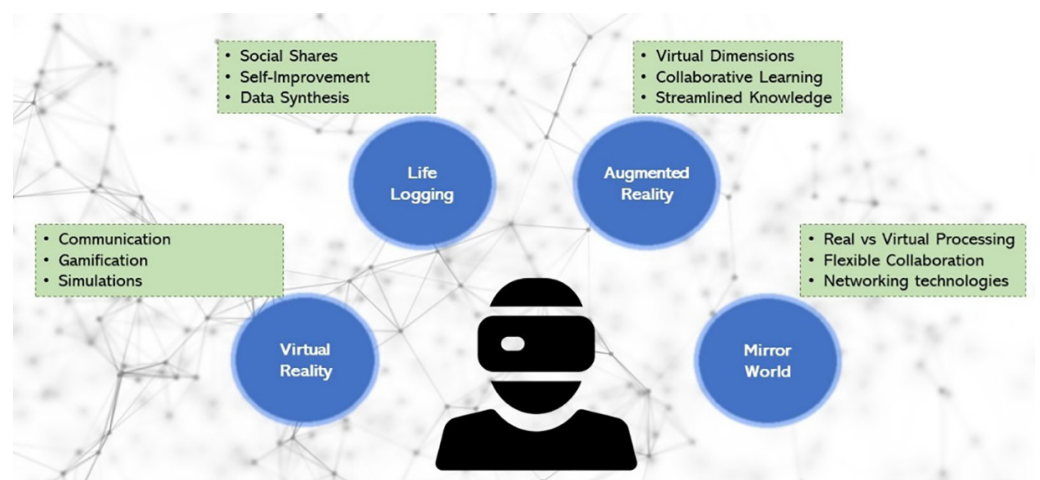 • Social Shares
• Self-Improvement
• Data Synthesis
• Virtual Dimensions
• Collaborative Learning
• Streamlined Knowledge
Life
Logging
Augmented
Reality
• Communication
• Gamification
• Simulations
• Real vs Virtual Processing
• Flexible Collaboration
• Networking technologies
Virtual
Reality
Mirror
World